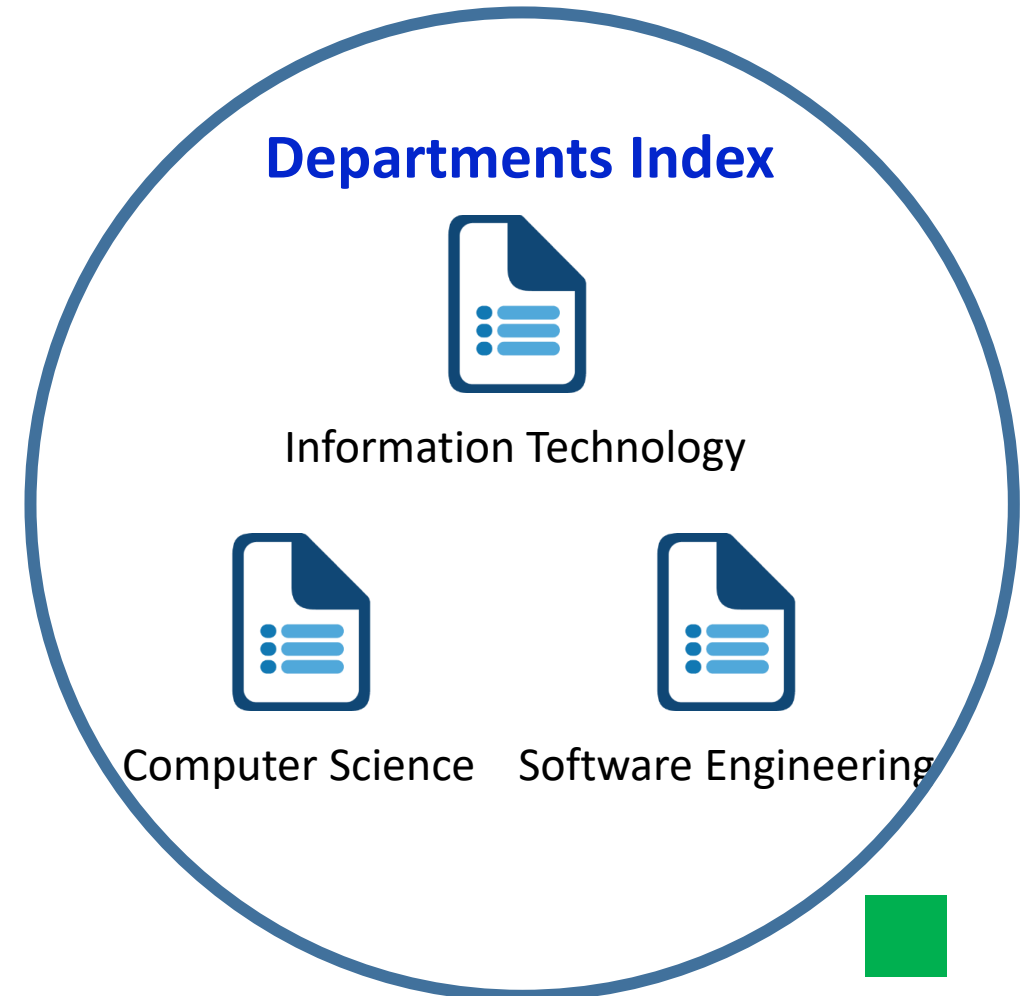 Departments Index
Information Technology
Computer Science
Software Engineering